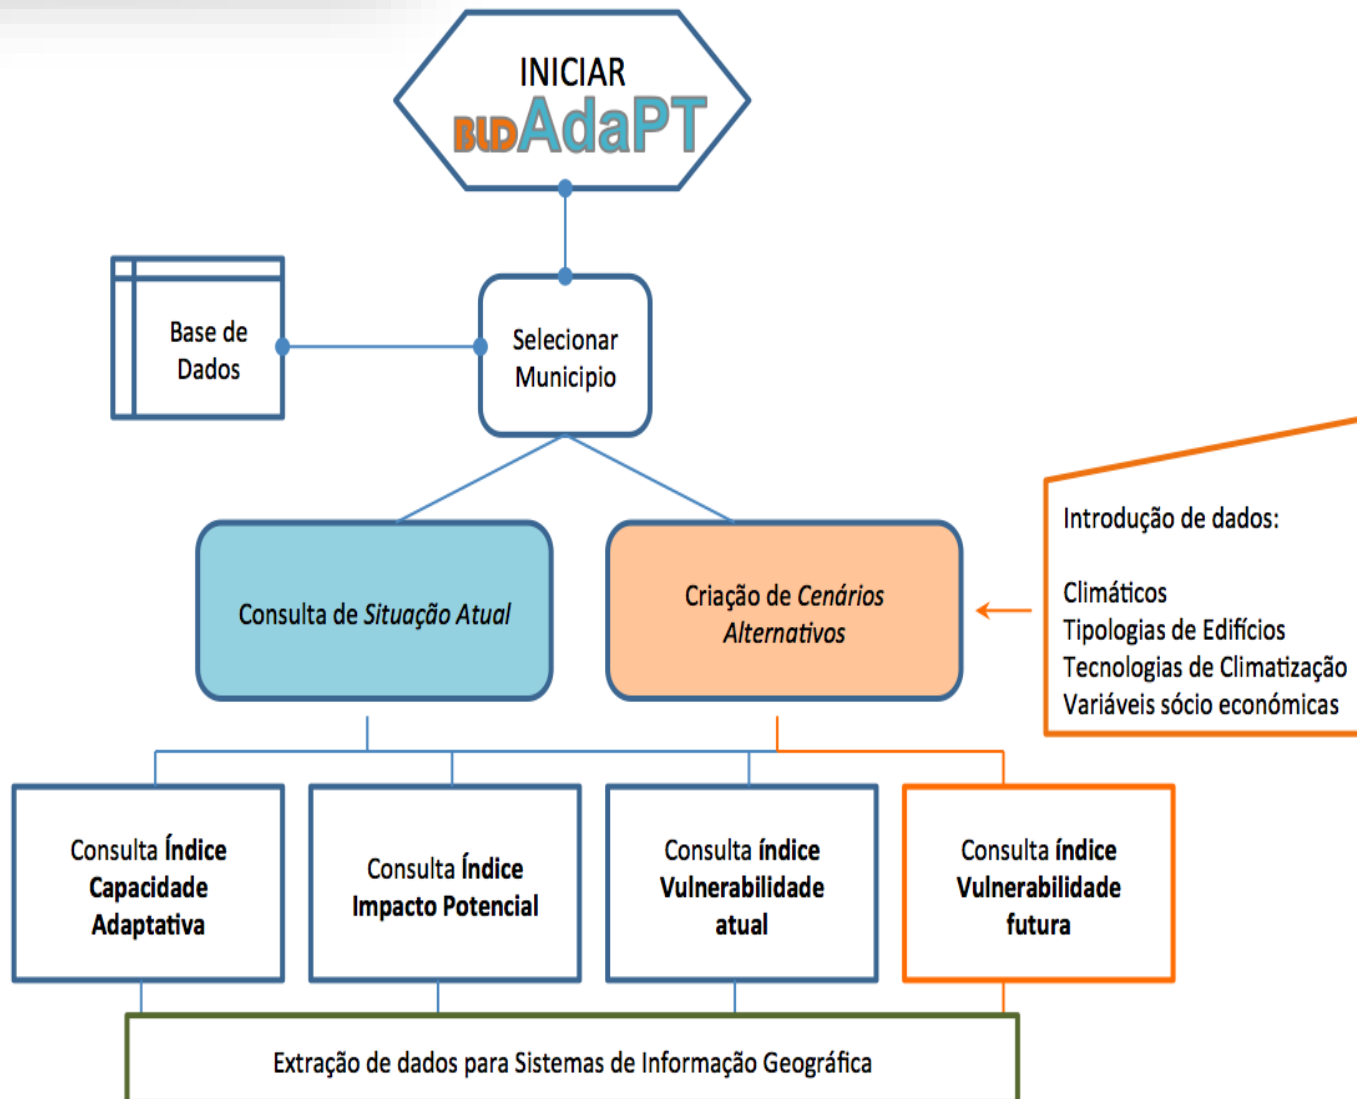 INICIAR
BLDAdaPT
Base de
Dados
Selecionar
Municipio
Consulta de Situação Atual
Criação de Cenários
Alternativos
Introdução de dados:
Climáticos
Tipologias de Edifícios
Tecnologias de Climatização
Variáveis sócio económicas
Consulta Índice
Capacidade
Adaptativa
Consulta Índice
Impacto Potencial
Consulta índice
Vulnerabilidade
atual
Consulta índice
Vulnerabilidade
futura
Extração de dados para Sistemas de Informação Geográfica